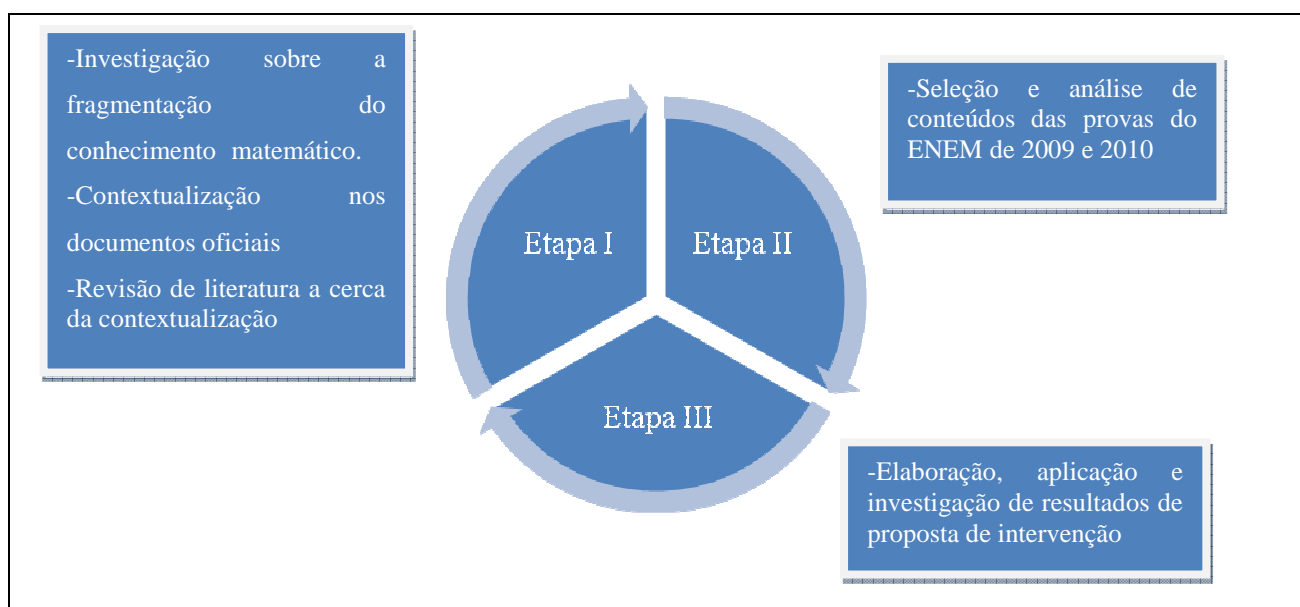 -Investigação sobre a
fragmentação do
conhecimento matemático.
-Contextualização nos
documentos oficiais
-Revisão de literatura a cerca
da contextualização
-Seleção e análise de
conteúdos das provas do
ENEM de 2009 e 2010
Etapa I
Etapa II
Etapa III
-Elaboração, aplicação e
investigação de resultados de
proposta de intervenção